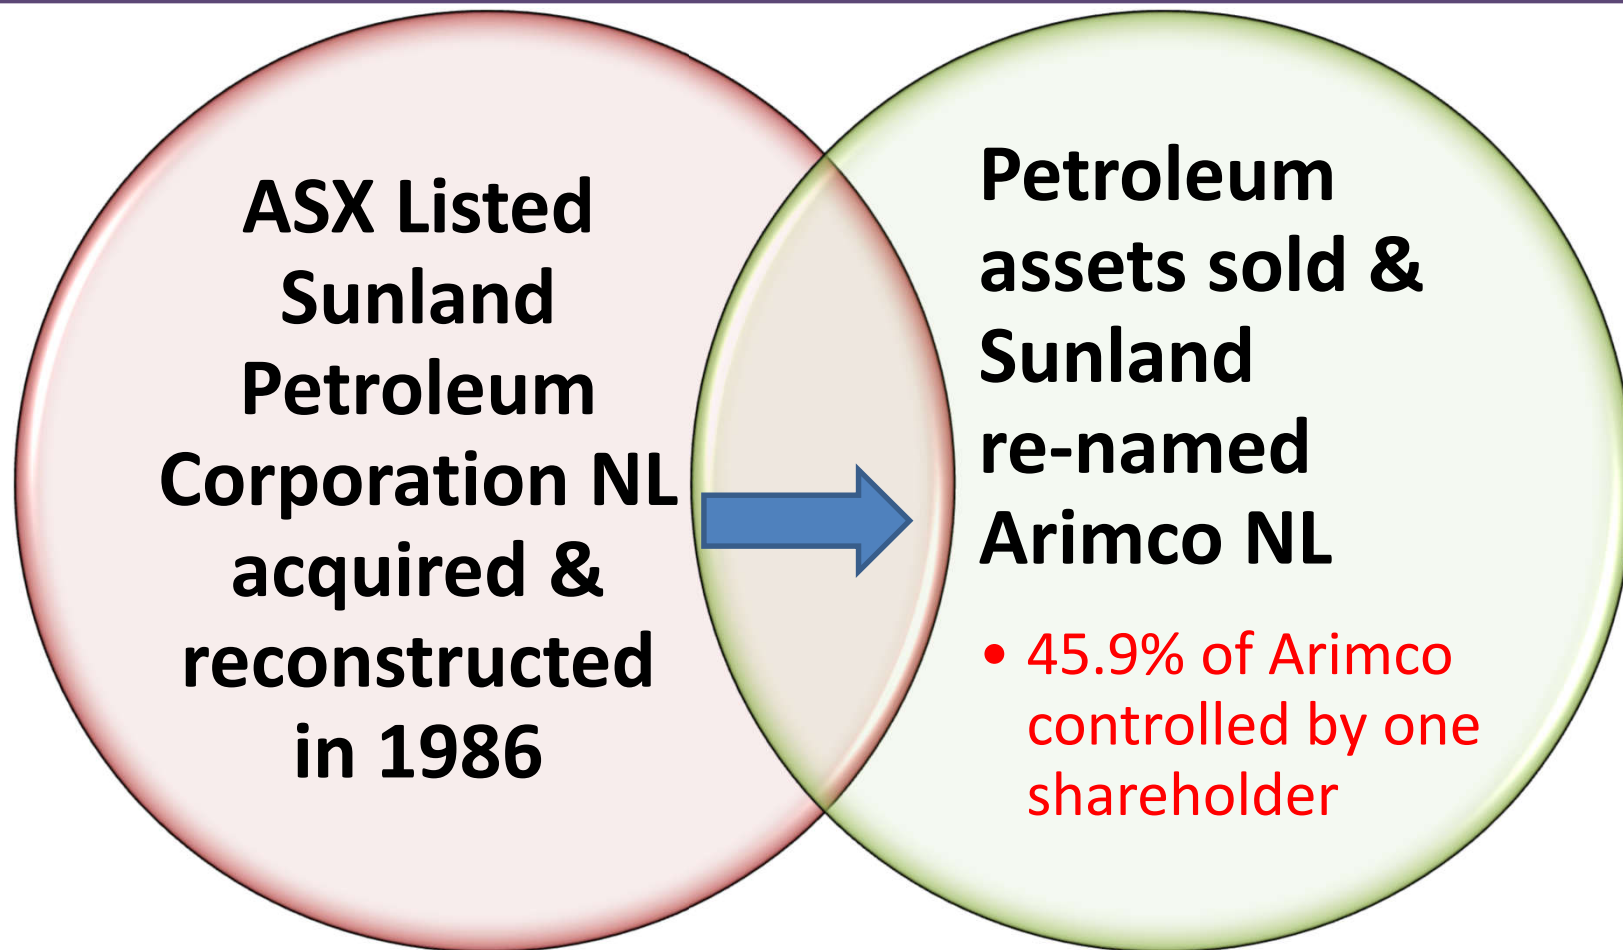 ASX Listed
Sunland
Petroleum
Corporation NL
acquired &
reconstructed
in 1986
Petroleum
assets sold &
Sunland
re-named
Arimco NL
• 45.9% of Arimco
controlled by one
shareholder